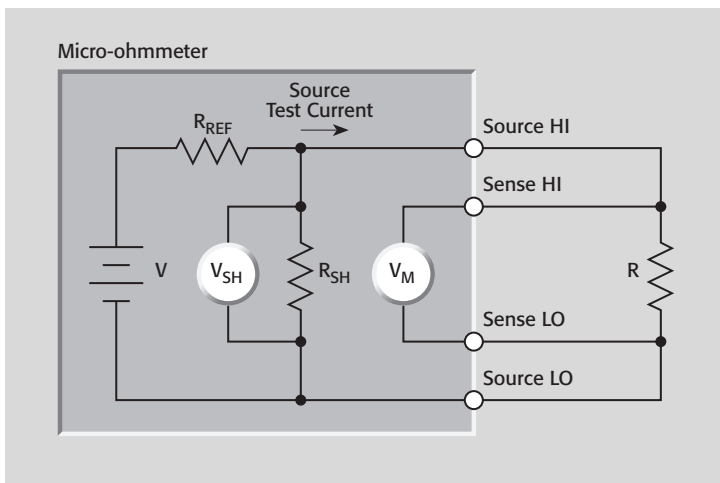 Micro-ohmmeter
Source
Test Current
R_REF
Source HI
Sense HI
V
V_SH
R_SH
V_M
R
Sense LO
Source LO